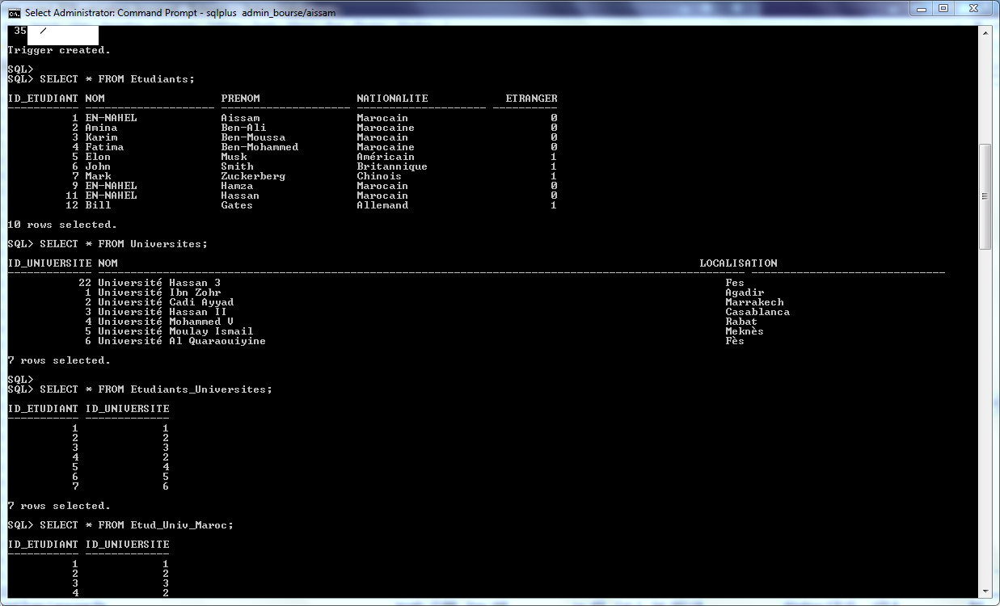 Select Administrator: Command Prompt - sqlplus admin_bourse/aissam
35 /
Trigger created.
SQL>
SQL> SELECT * FROM Etudiants;
ID_ETUDIANT NOM PRENOM NATIONALITE ETRANGER
1 EN-NAHEL Aissam Marocain 0
2 Amina Ben-Ali Marocaine 0
3 Karim Ben-Moussa Marocain 0
4 Fatima Ben-Mohammed Marocaine 0
5 Elon Musk Américain 1
6 John Smith Britannique 1
7 Mark Zuckerberg Chinois 1
9 EN-NAHEL Hamza Marocain 0
11 EN-NAHEL Hassan Marocain 0
12 Bill Gates Allemand 1
10 rows selected.
SQL> SELECT * FROM Universites;
ID_UNIVERSITE NOM LOCALISATION
22 Université Hassan 3 Fes
1 Université Ibn Zohr Agadir
2 Université Cadi Ayyad Marrakech
3 Université Hassan II Casablanca
4 Université Mohammed V Rabat
5 Université Moulay Ismail Meknès
6 Université Al Quaraouiyine Fès
7 rows selected.
SQL>
SQL> SELECT * FROM Etudiants_Universites;
ID_ETUDIANT ID_UNIVERSITE
1 1
2 2
3 3
4 2
5 4
6 5
7 6
7 rows selected.
SQL> SELECT * FROM Etud_Univ_Maroc;
ID_ETUDIANT ID_UNIVERSITE
1 1
2 2
3 3
4 2